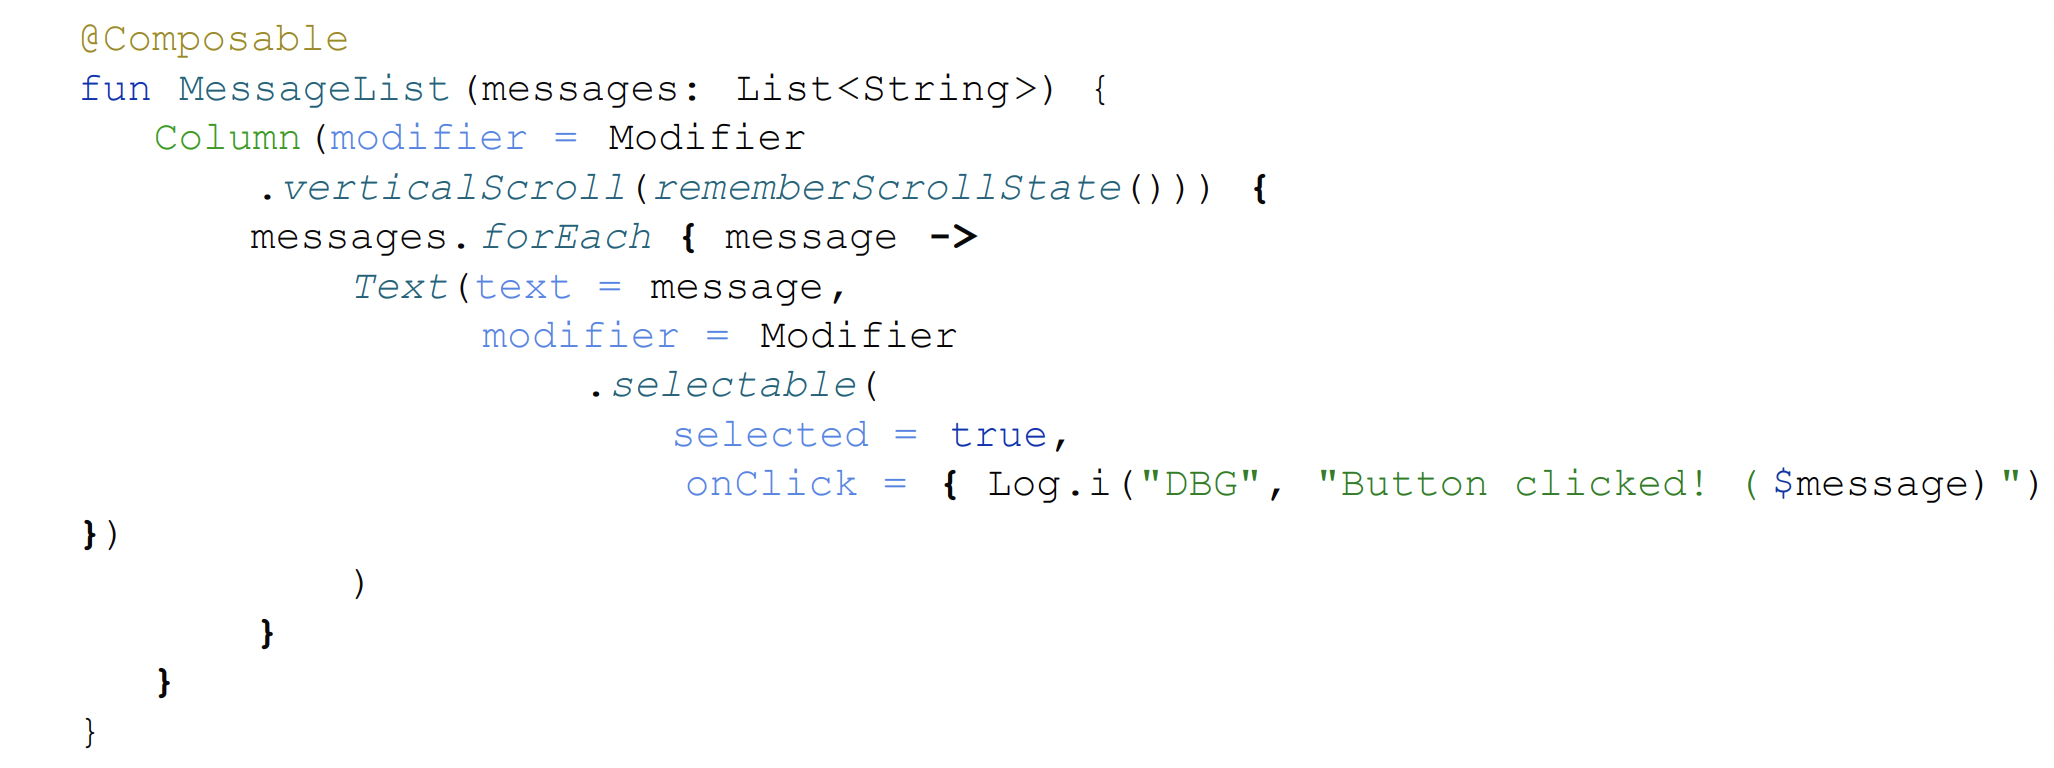 @Composable
fun MessageList(messages: List<String>) {
    Column(modifier = Modifier
        .verticalScroll(rememberScrollState())) {
        messages.forEach { message ->
            Text(text = message,
                modifier = Modifier
                    .selectable(
                        selected = true,
                        onClick = { Log.i("DBG", "Button clicked! ($message)")
})
            )
        }
    }
}